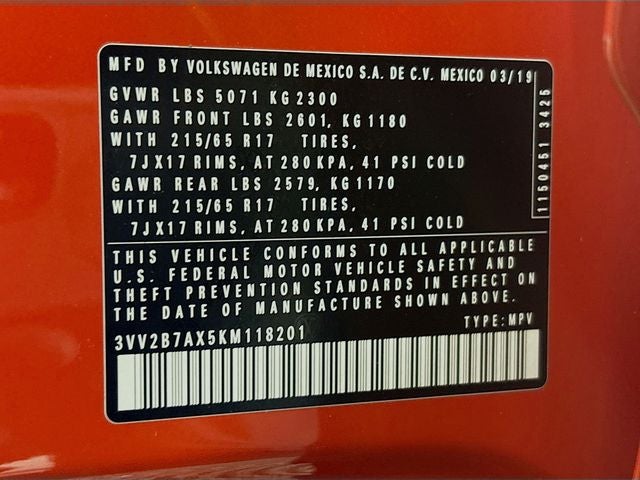 MFD BY VOLKSWAGEN DE MEXICO S.A. DE C.V. MEXICO 03/19
GVWR LBS 5071 KG 2300
GAWR FRONT LBS 2601, KG 1180
WITH 215/65 R17 TIRES,
7JX17 RIMS, AT 280 KPA, 41 PSI COLD
GAWR REAR LBS 2579, KG 1170
WITH 215/65 R17 TIRES,
7JX17 RIMS, AT 280 KPA, 41 PSI COLD
1150451 3425
THIS VEHICLE CONFORMS TO ALL APPLICABLE
U.S. FEDERAL MOTOR VEHICLE SAFETY AND
THEFT PREVENTION STANDARDS IN EFFECT ON
THE DATE OF MANUFACTURE SHOWN ABOVE.
3VV2B7AX5KM118201 TYPE: MPV